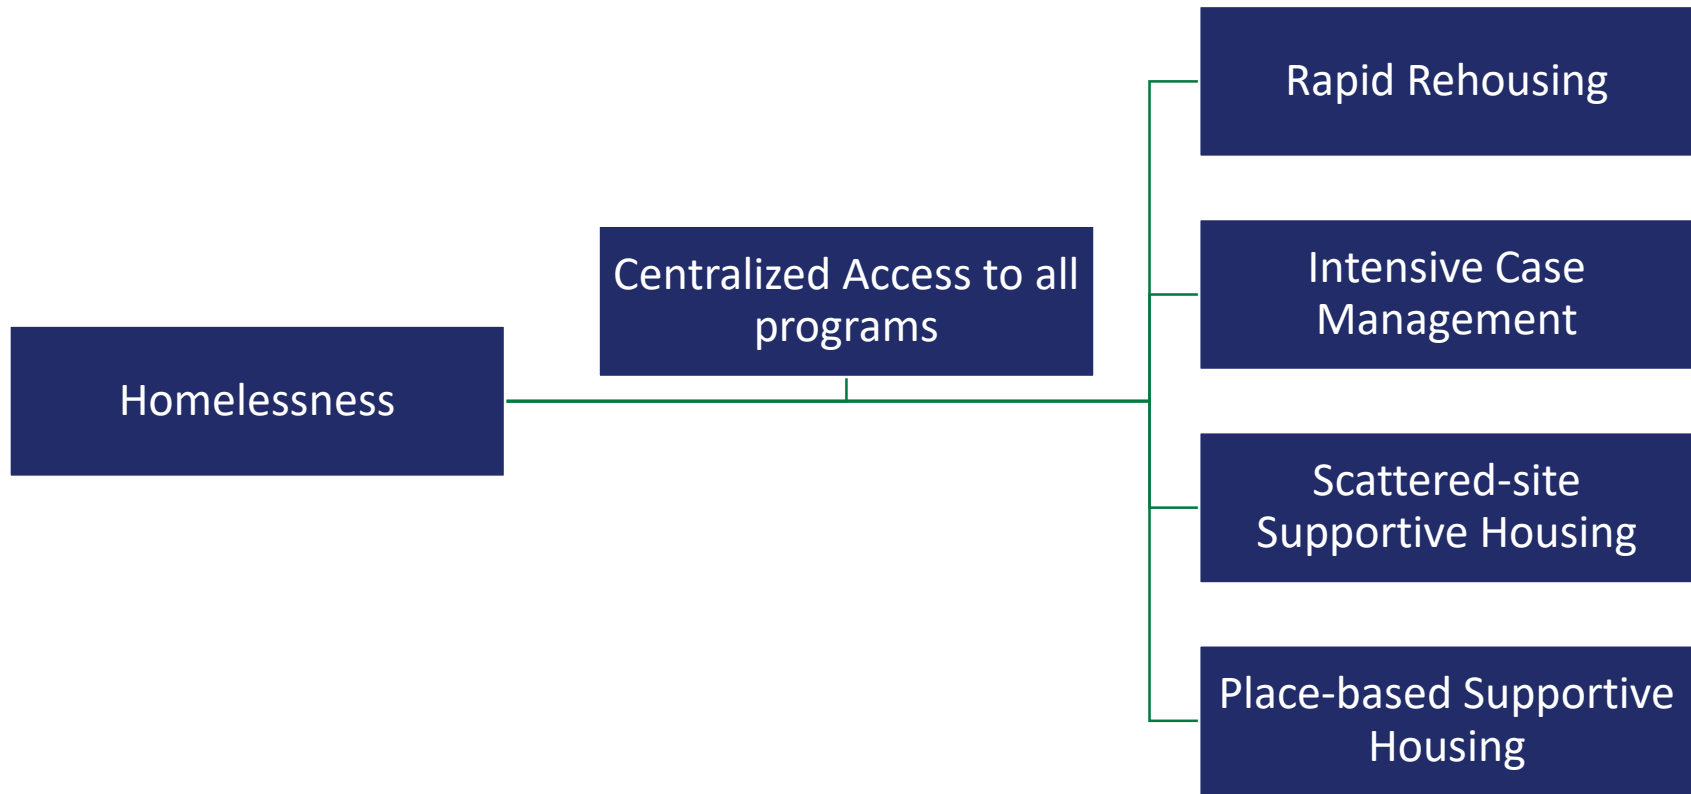 Homelessness
Centralized Access to all
programs
Rapid Rehousing
Intensive Case
Management
Scattered-site
Supportive Housing
Place-based Supportive
Housing